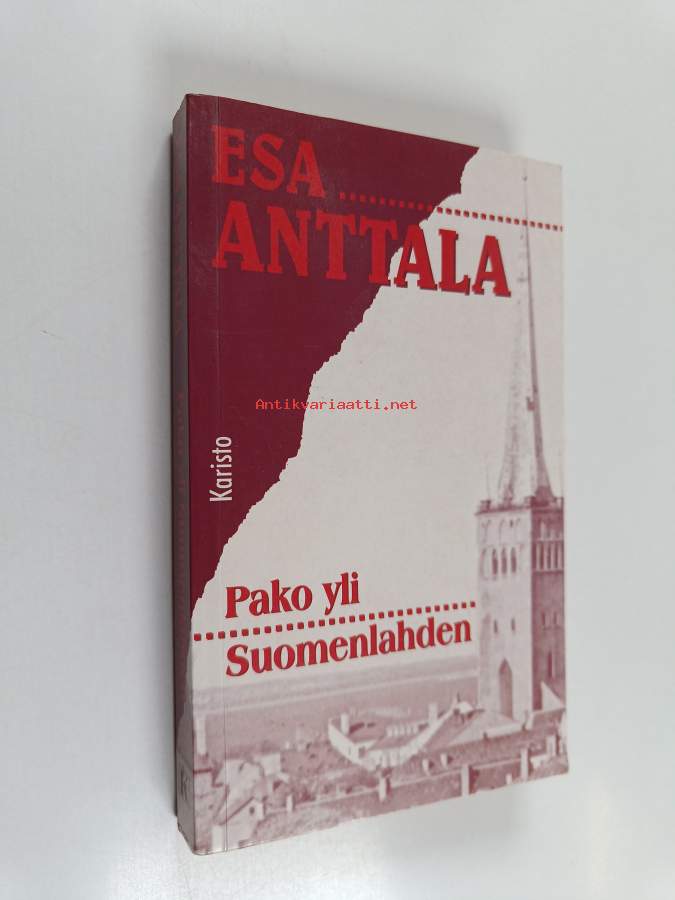 ESA
ANTTALA
Antikvariaatti.net
Karisto
Pako yli
Suomenlahden
K